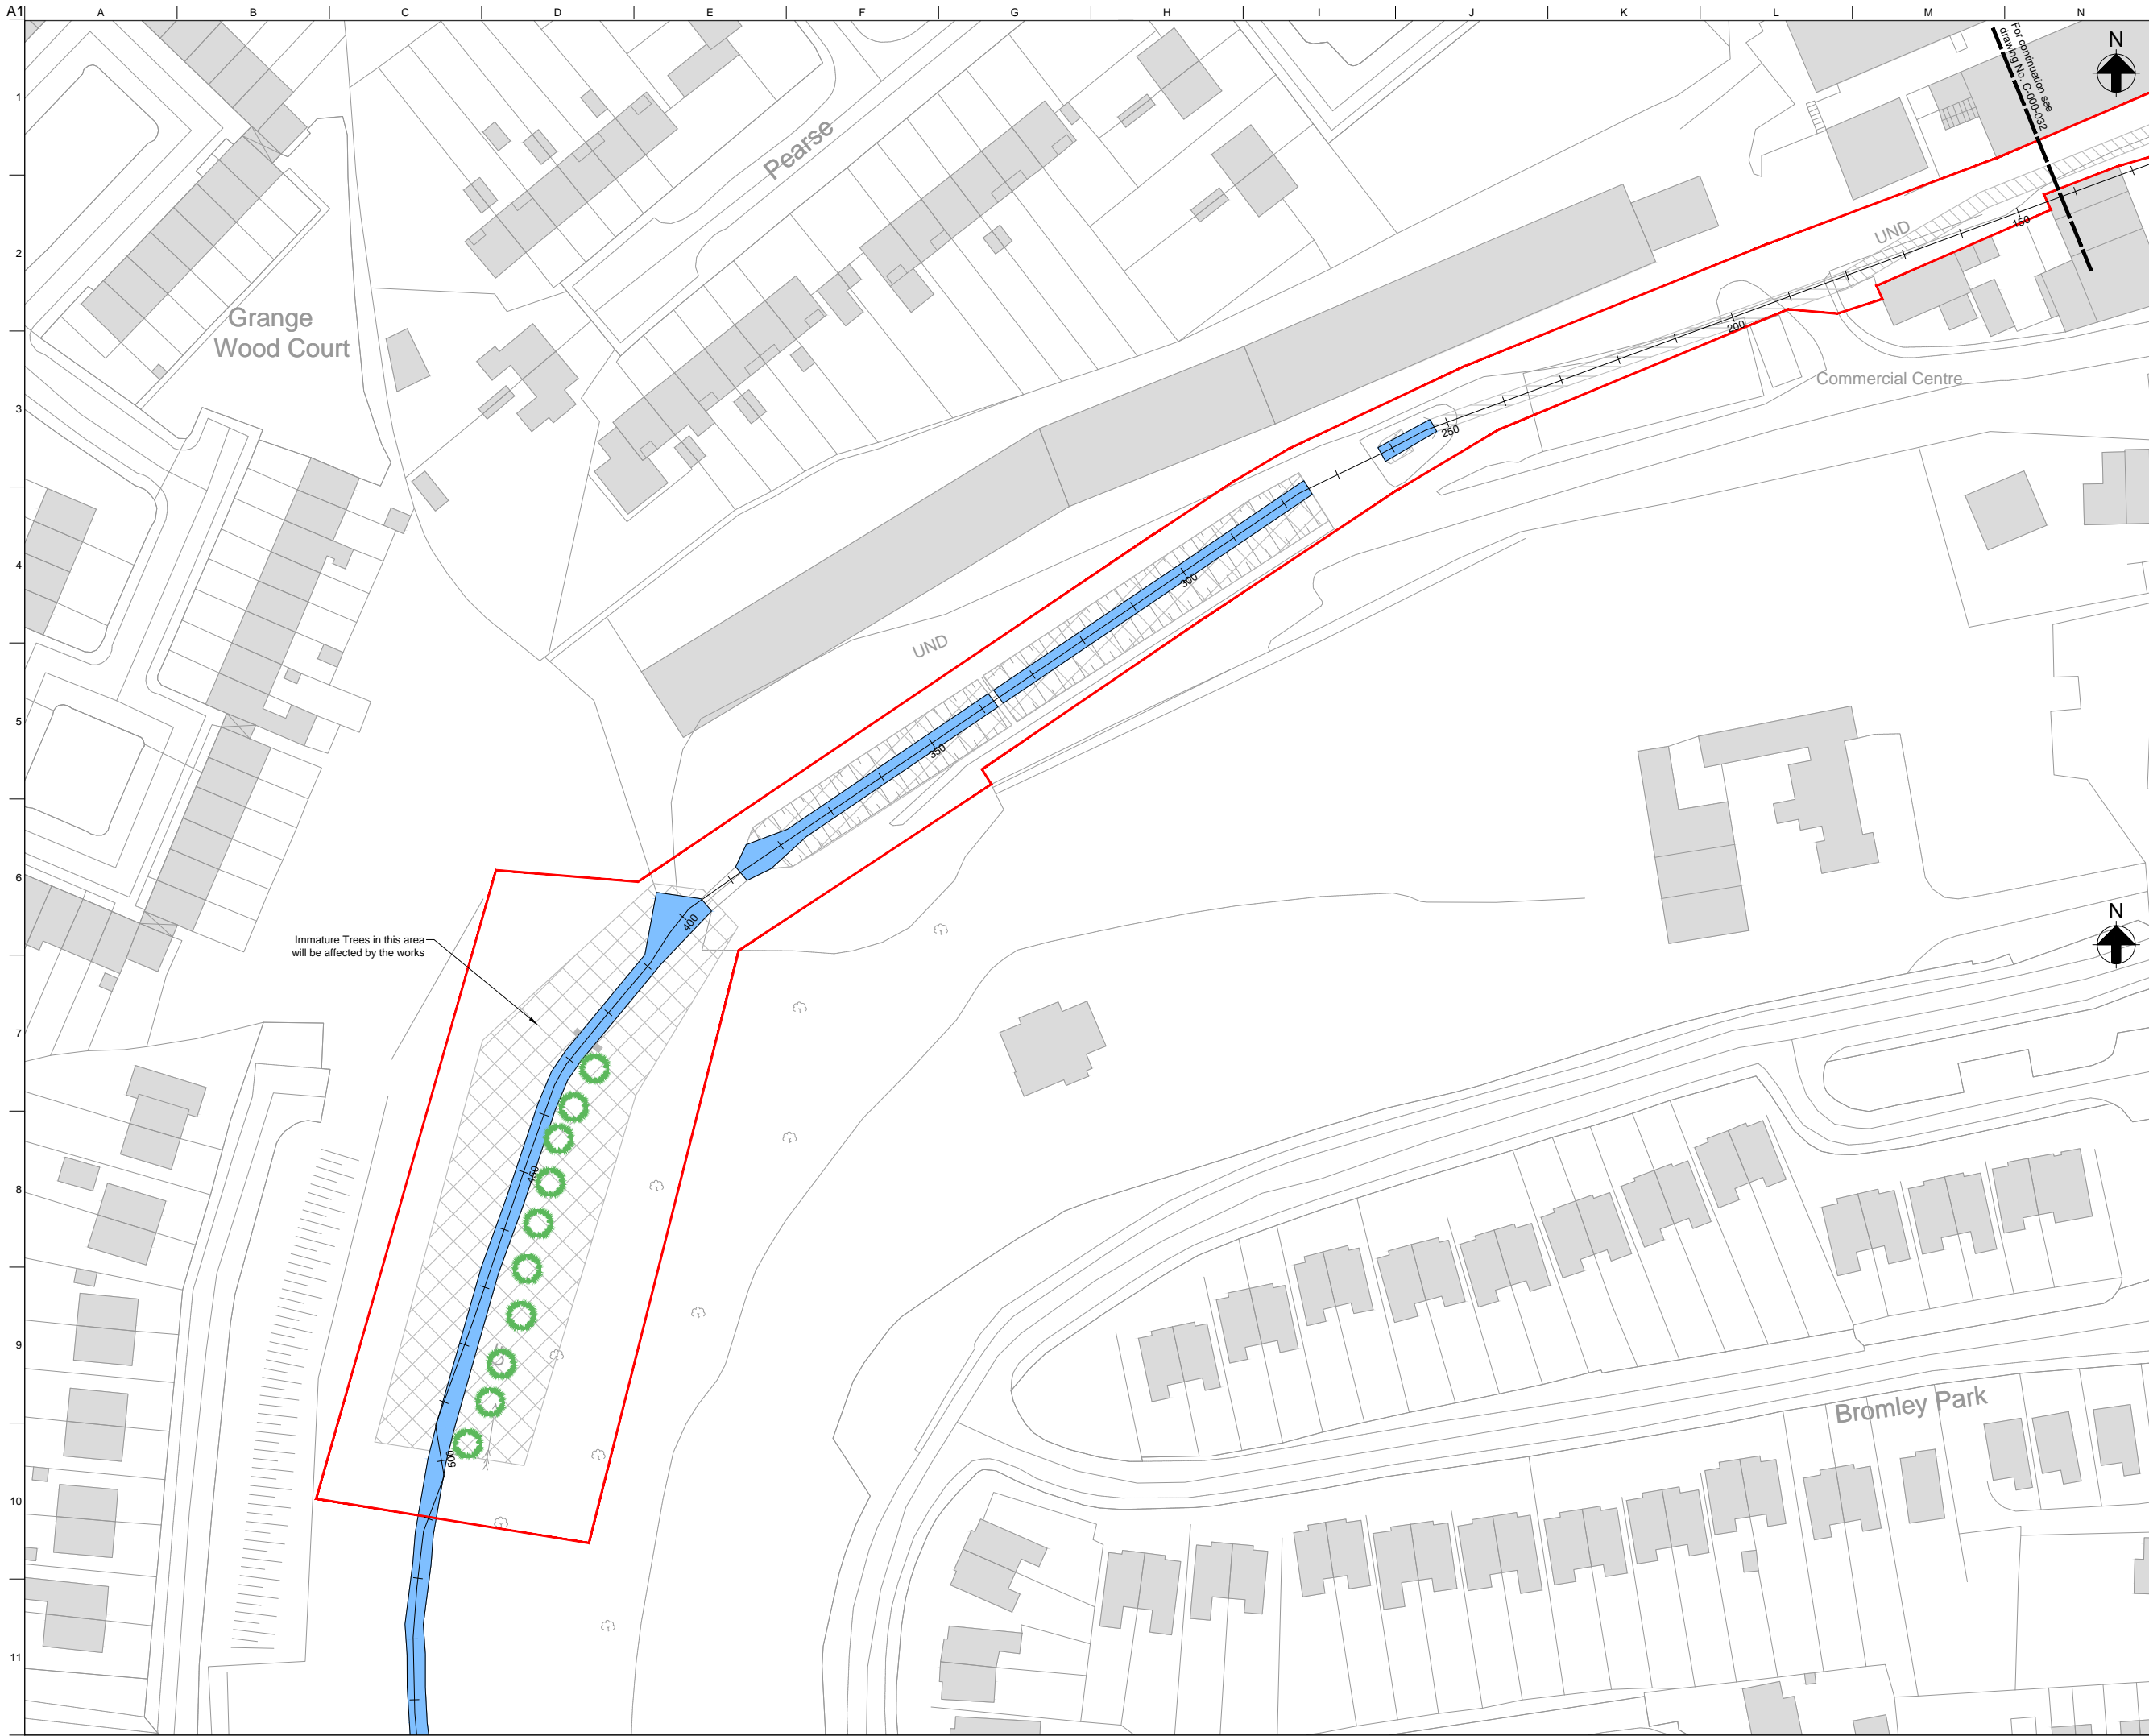 A1
A B C D E F G H I J K L M N
For continuation see
drawing No. C-000-032
N
1
Pearse
2
UND
150
Grange
Wood Court
200
Commercial Centre
3
250
4
300
UND
5
350
6
400
N
Immature Trees in this area
will be affected by the works
7
8
450
9
Bromley Park
500
10
11